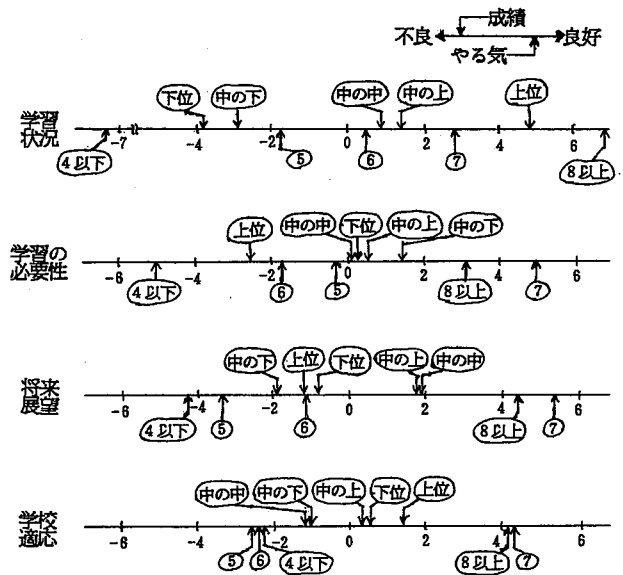 成績
不良 良好
やる気
下位 中の下 中の中 中の上 上位
学習
状況
-7 -4 -2 0 2 4 6
4以下 5 6 7 8以上
上位 中の中 下位 中の上 中の下
学習の
必要性
-6 -4 -2 0 2 4 6
4以下 6 5 8以上 7
中の下 上位 下位 中の上 中の中
将来
展望
-6 -4 -2 0 2 4 6
4以下 5 6 8以上 7
中の中 中の下 中の上 下位 上位
学校
適応
-6 -4 -2 0 2 4 6
5 6 4以下 8以上 7